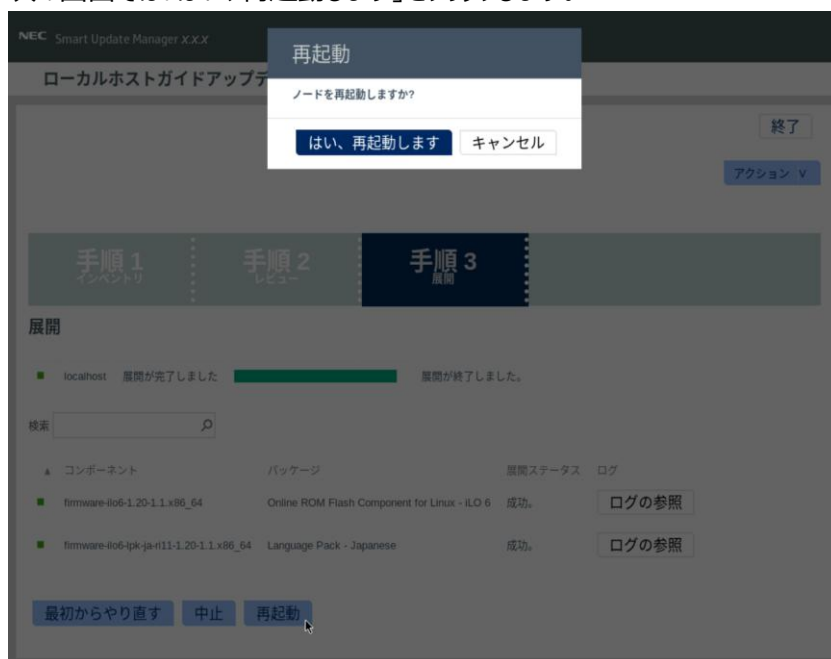 NEC Smart Update Manager X.X.X
再起動
ローカルホストガイドアップデ
ノードを再起動しますか?
はい、再起動します キャンセル
終了
アクション ∨
手順 1 手順 2 手順 3
インベントリ レビュー 展開
展開
localhost 展開が完了しました 展開が終了しました。
検索
▲ コンポーネント パッケージ 展開ステータス ログ
firmware-ilo6-1.20-1.1.x86_64 Online ROM Flash Component for Linux - iLO 6 成功。 ログの参照
firmware-ilo6-lpk-ja-ri11-1.20-1.1.x86_64 Language Pack - Japanese 成功。 ログの参照
最初からやり直す 中止 再起動